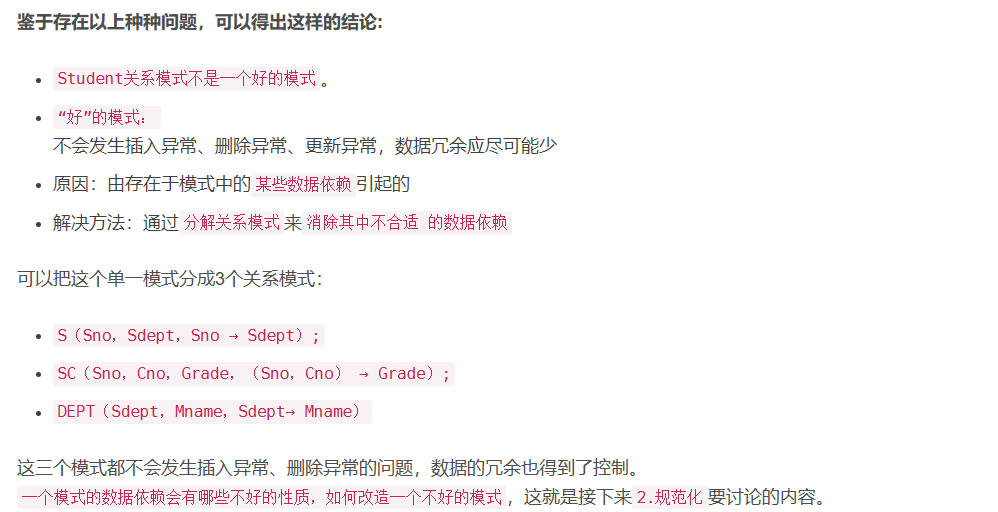 鉴于存在以上种种问题，可以得出这样的结论:
Student关系模式不是一个好的模式。
“好”的模式：
不会发生插入异常、删除异常、更新异常，数据冗余应尽可能少
原因：由存在于模式中的某些数据依赖引起的
解决方法：通过分解关系模式来消除其中不合适 的数据依赖
可以把这个单一模式分成3个关系模式：
S（Sno，Sdept，Sno → Sdept）;
SC（Sno，Cno，Grade，（Sno，Cno） → Grade）;
DEPT（Sdept，Mname，Sdept→ Mname）
这三个模式都不会发生插入异常、删除异常的问题，数据的冗余也得到了控制。
一个模式的数据依赖会有哪些不好的性质，如何改造一个不好的模式，这就是接下来2.规范化要讨论的内容。